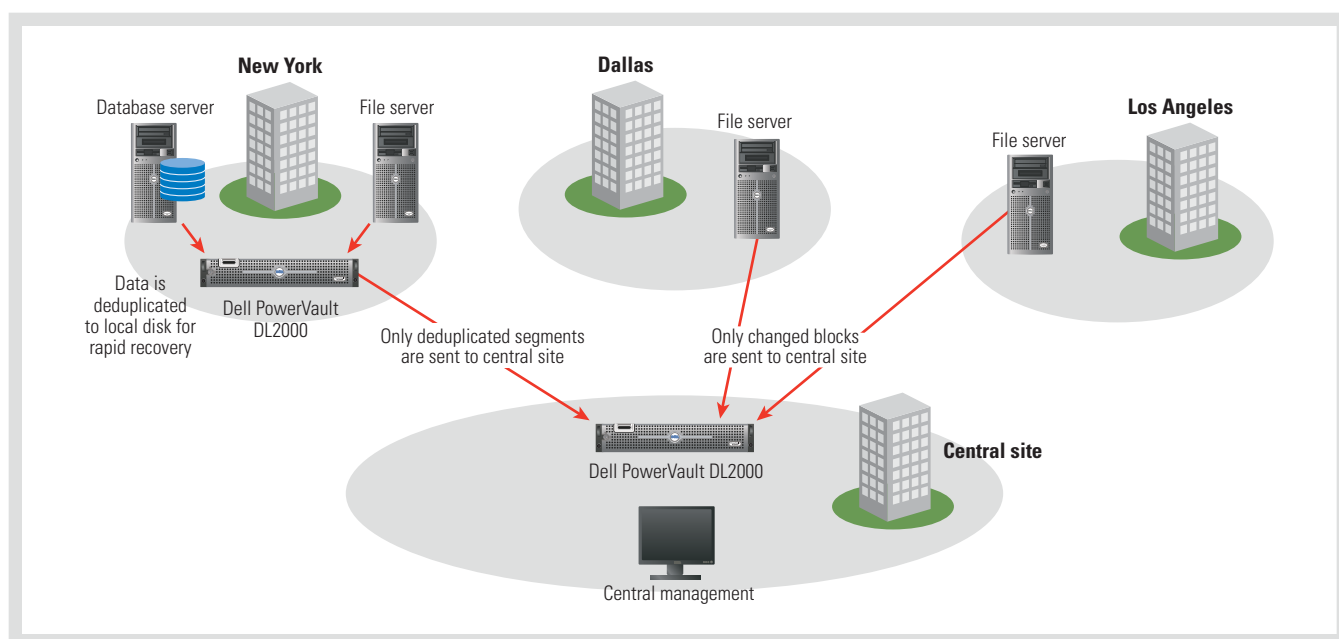 New York
Database server
File server
Data is
deduplicated
to local disk for
rapid recovery
Dell PowerVault
DL2000
Dallas
File server
Los Angeles
File server
Only deduplicated segments
are sent to central site
Only changed blocks
are sent to central site
Dell PowerVault DL2000
Central site
Central management